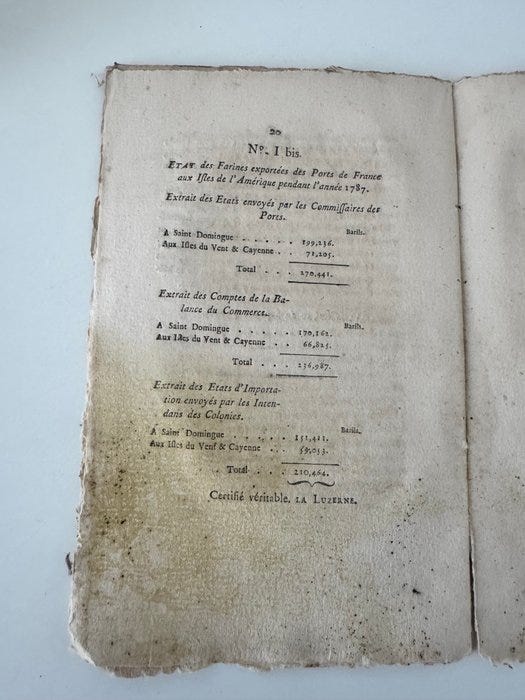 20
Nº. I bis.
ETAT des Farines exportées des Ports de France
aux Isles de l'Amérique pendant l'année 1787.
Extrait des Etats envoyés par les Commissaires des
Ports.
Barils.
A Saint Domingue . . . . . 199,236.
Aux Isles du Vent & Cayenne . . 71,205.
Total . . . 270,441.
Extrait des Comptes de la Ba-
lance du Commerce.
Barils.
A Saint Domingue . . . . . 170,162.
Aux Isles du Vent & Cayenne . . 66,825.
Total . . . 236,987.
Extrait des Etats d'Importa-
tion envoyés par les Inten-
dans des Colonies.
Barils.
A Saint Domingue . . . . . 151,411.
Aux Isles du Vent & Cayenne . . . 59,053.
Total . . . 210,464.
Certifié véritable, LA LUZERNE.